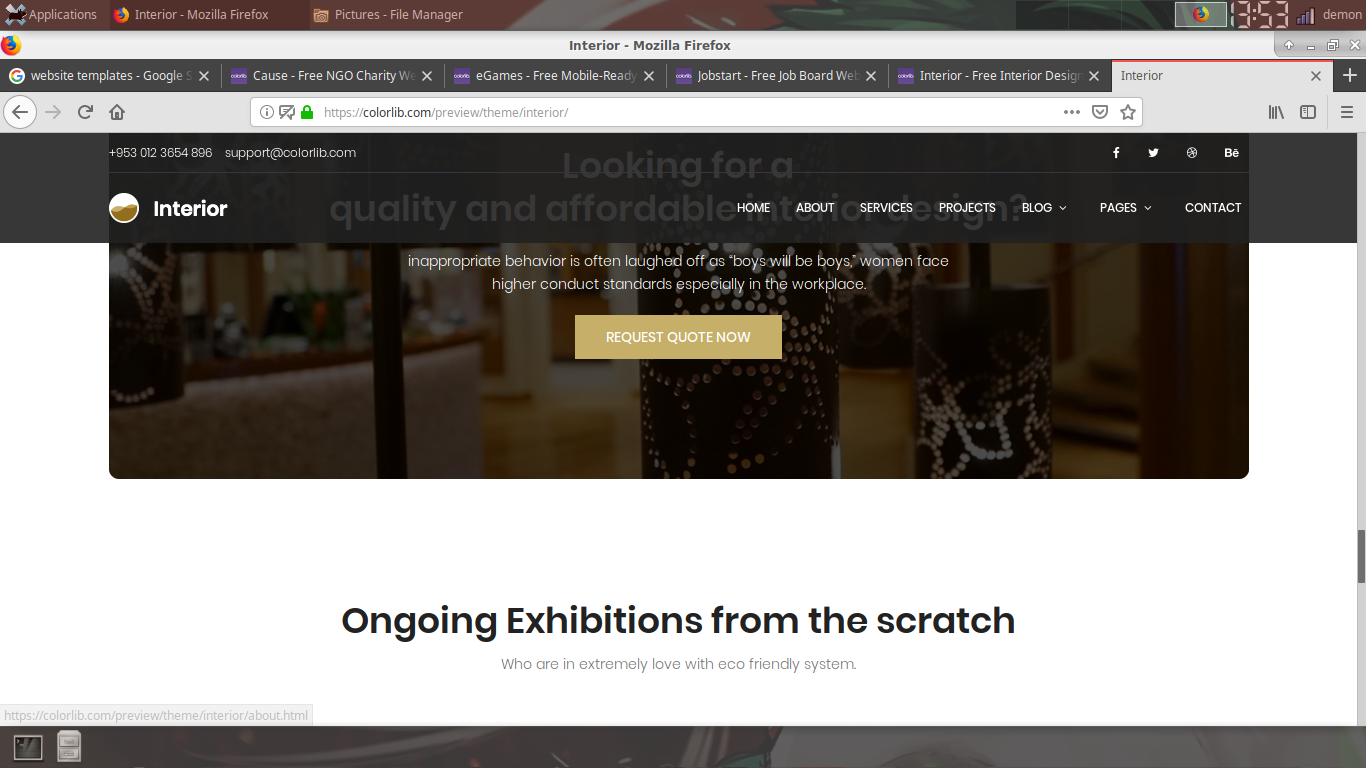 Applications
Interior - Mozilla Firefox
Pictures - File Manager
3:53
demon
Interior - Mozilla Firefox
website templates - Google S
Cause - Free NGO Charity We
eGames - Free Mobile-Ready
Jobstart - Free Job Board Web
Interior - Free Interior Design
Interior
https://colorlib.com/preview/theme/interior/
+953 012 3654 896 support@colorlib.com
Bē
Looking for a
quality and affordable interior design?
Interior
HOME ABOUT SERVICES PROJECTS BLOG PAGES CONTACT
inappropriate behavior is often laughed off as “boys will be boys,” women face
higher conduct standards especially in the workplace.
REQUEST QUOTE NOW
Ongoing Exhibitions from the scratch
Who are in extremely love with eco friendly system.
https://colorlib.com/preview/theme/interior/about.html